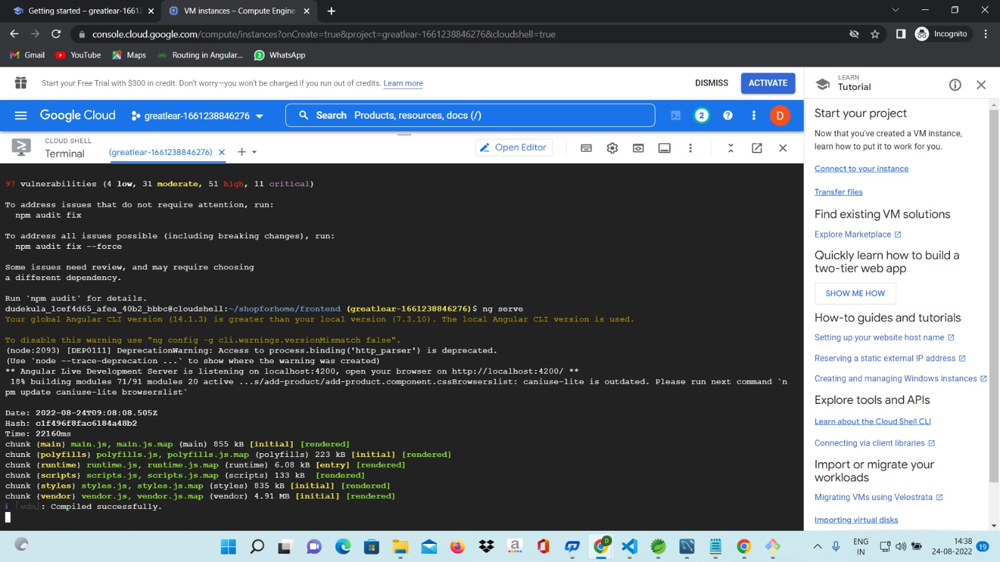 Getting started – greatlear-16612
VM instances – Compute Engine
console.cloud.google.com/compute/instances?onCreate=true&project=greatlear-1661238846276&cloudshell=true
Incognito
Gmail
YouTube
Maps
Routing in Angular...
3
WhatsApp
Start your Free Trial with $300 in credit. Don't worry—you won't be charged if you run out of credits. Learn more
DISMISS
ACTIVATE
Google Cloud
greatlear-1661238846276
Search Products, resources, docs (/)
2
D
CLOUD SHELL
Terminal
(greatlear-1661238846276)
Open Editor
97 vulnerabilities (4 low, 31 moderate, 51 high, 11 critical)
To address issues that do not require attention, run:
npm audit fix
To address all issues possible (including breaking changes), run:
npm audit fix --force
Some issues need review, and may require choosing
a different dependency.
Run `npm audit` for details.
dudekula_1cef4d65_afea_40b2_bbbc@cloudshell:~/shopforhome/frontend (greatlear-1661238846276)$ ng serve
Your global Angular CLI version (14.1.3) is greater than your local version (7.3.10). The local Angular CLI version is used.
To disable this warning use "ng config -g cli.warnings.versionMismatch false".
(node:2093) [DEP0111] DeprecationWarning: Access to process.binding('http_parser') is deprecated.
(Use `node --trace-deprecation ...` to show where the warning was created)
** Angular Live Development Server is listening on localhost:4200, open your browser on http://localhost:4200/ **
18% building modules 71/91 modules 20 active ...s/add-product/add-product.component.cssBrowserslist: caniuse-lite is outdated. Please run next command `n
pm update caniuse-lite browserslist`
Date: 2022-08-24T09:08:08.505Z
Hash: c1f496f8fac6184a48b2
Time: 22160ms
chunk {main} main.js, main.js.map (main) 855 kB [initial] [rendered]
chunk {polyfills} polyfills.js, polyfills.js.map (polyfills) 223 kB [initial] [rendered]
chunk {runtime} runtime.js, runtime.js.map (runtime) 6.08 kB [entry] [rendered]
chunk {scripts} scripts.js, scripts.js.map (scripts) 133 kB [rendered]
chunk {styles} styles.js, styles.js.map (styles) 835 kB [initial] [rendered]
chunk {vendor} vendor.js, vendor.js.map (vendor) 4.91 MB [initial] [rendered]
i ｢wdm｣: Compiled successfully.
LEARN
Tutorial
Start your project
Now that you've created a VM instance,
learn how to put it to work for you.
Connect to your instance
Transfer files
Find existing VM solutions
Explore Marketplace
Quickly learn how to build a
two-tier web app
SHOW ME HOW
How-to guides and tutorials
Setting up your website host name
Reserving a static external IP address
Creating and managing Windows instances
Explore tools and APIs
Learn about the Cloud Shell CLI
Connecting via client libraries
Import or migrate your
workloads
Migrating VMs using Velostrata
Importing virtual disks
a
D
ENG
IN
14:38
24-08-2022
19